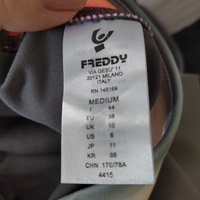 FREDDY
VIA GESU' 11
20121 MILANO
ITALY
RN 145169
MEDIUM
I 44
EU 38
UK 10
US 6
JP 11
KR 66
CHN 170/78A
4415